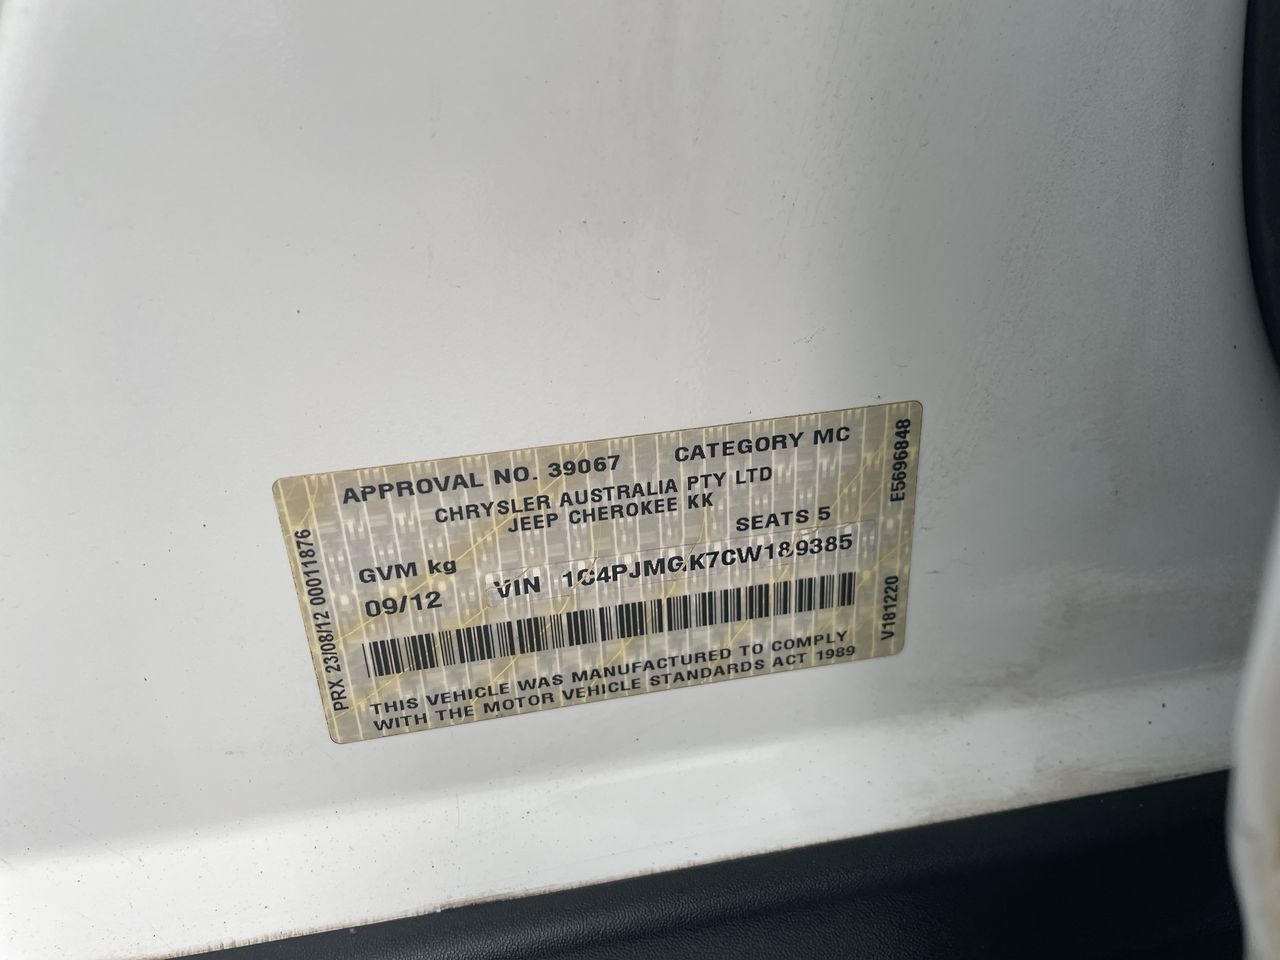 APPROVAL NO. 39067 CATEGORY MC
CHRYSLER AUSTRALIA PTY LTD
JEEP CHEROKEE KK
SEATS 5
GVM kg
09/12
VIN 1C4PJMGK7CW189385
THIS VEHICLE WAS MANUFACTURED TO COMPLY
WITH THE MOTOR VEHICLE STANDARDS ACT 1989
PRX 23/08/12 00011876
E5696848
V181220